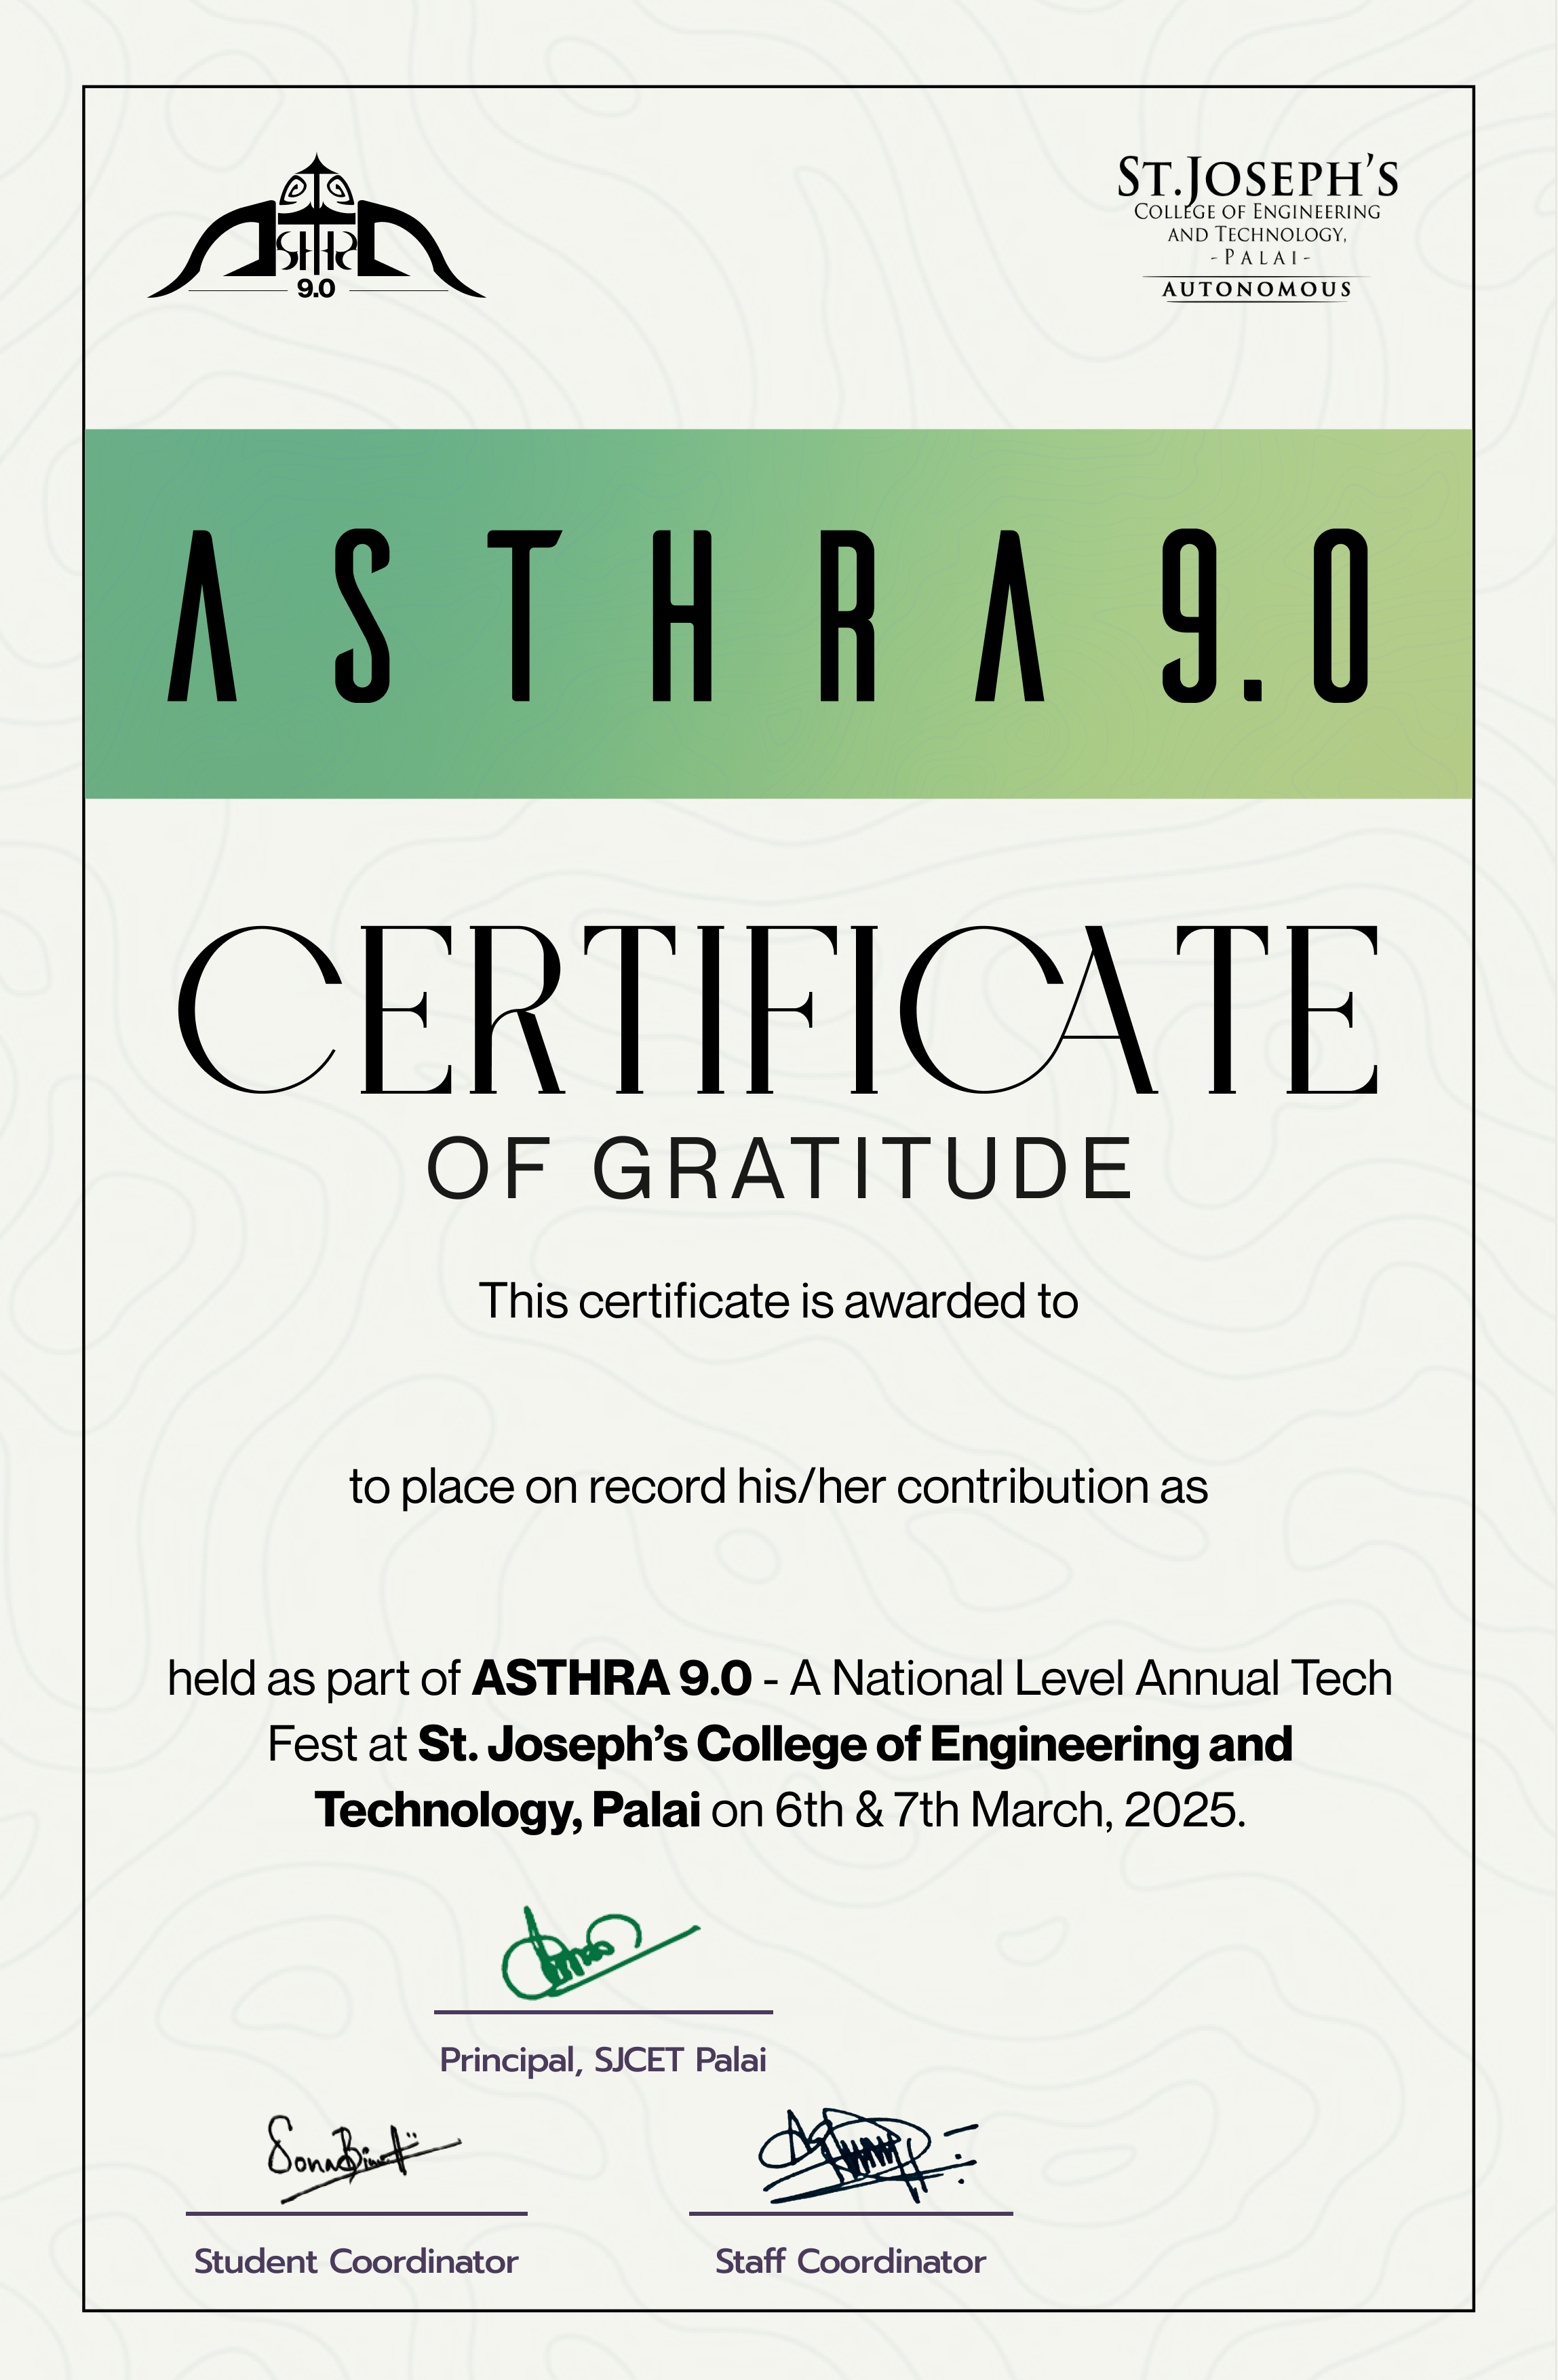 ASTHRA
9.0
ST.JOSEPH'S
COLLEGE OF ENGINEERING
AND TECHNOLOGY,
-PALAI-
AUTONOMOUS
ASTHRA 9.0
CERTIFICATE
OF GRATITUDE
This certificate is awarded to
to place on record his/her contribution as
held as part of ASTHRA 9.0 - A National Level Annual Tech
Fest at St. Joseph’s College of Engineering and
Technology, Palai on 6th & 7th March, 2025.
Principal, SJCET Palai
Sona
Student Coordinator
Staff Coordinator